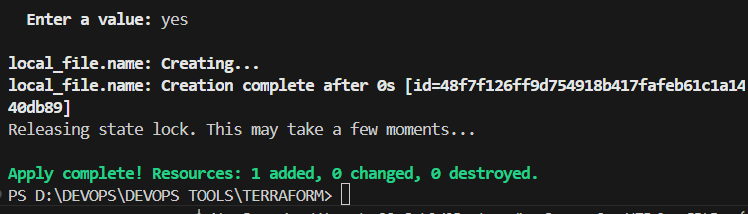 Enter a value: yes
local_file.name: Creating...
local_file.name: Creation complete after 0s [id=48f7f126ff9d754918b417fafeb61c1a14
40db89]
Releasing state lock. This may take a few moments...
Apply complete! Resources: 1 added, 0 changed, 0 destroyed.
PS D:\DEVOPS\DEVOPS TOOLS\TERRAFORM>